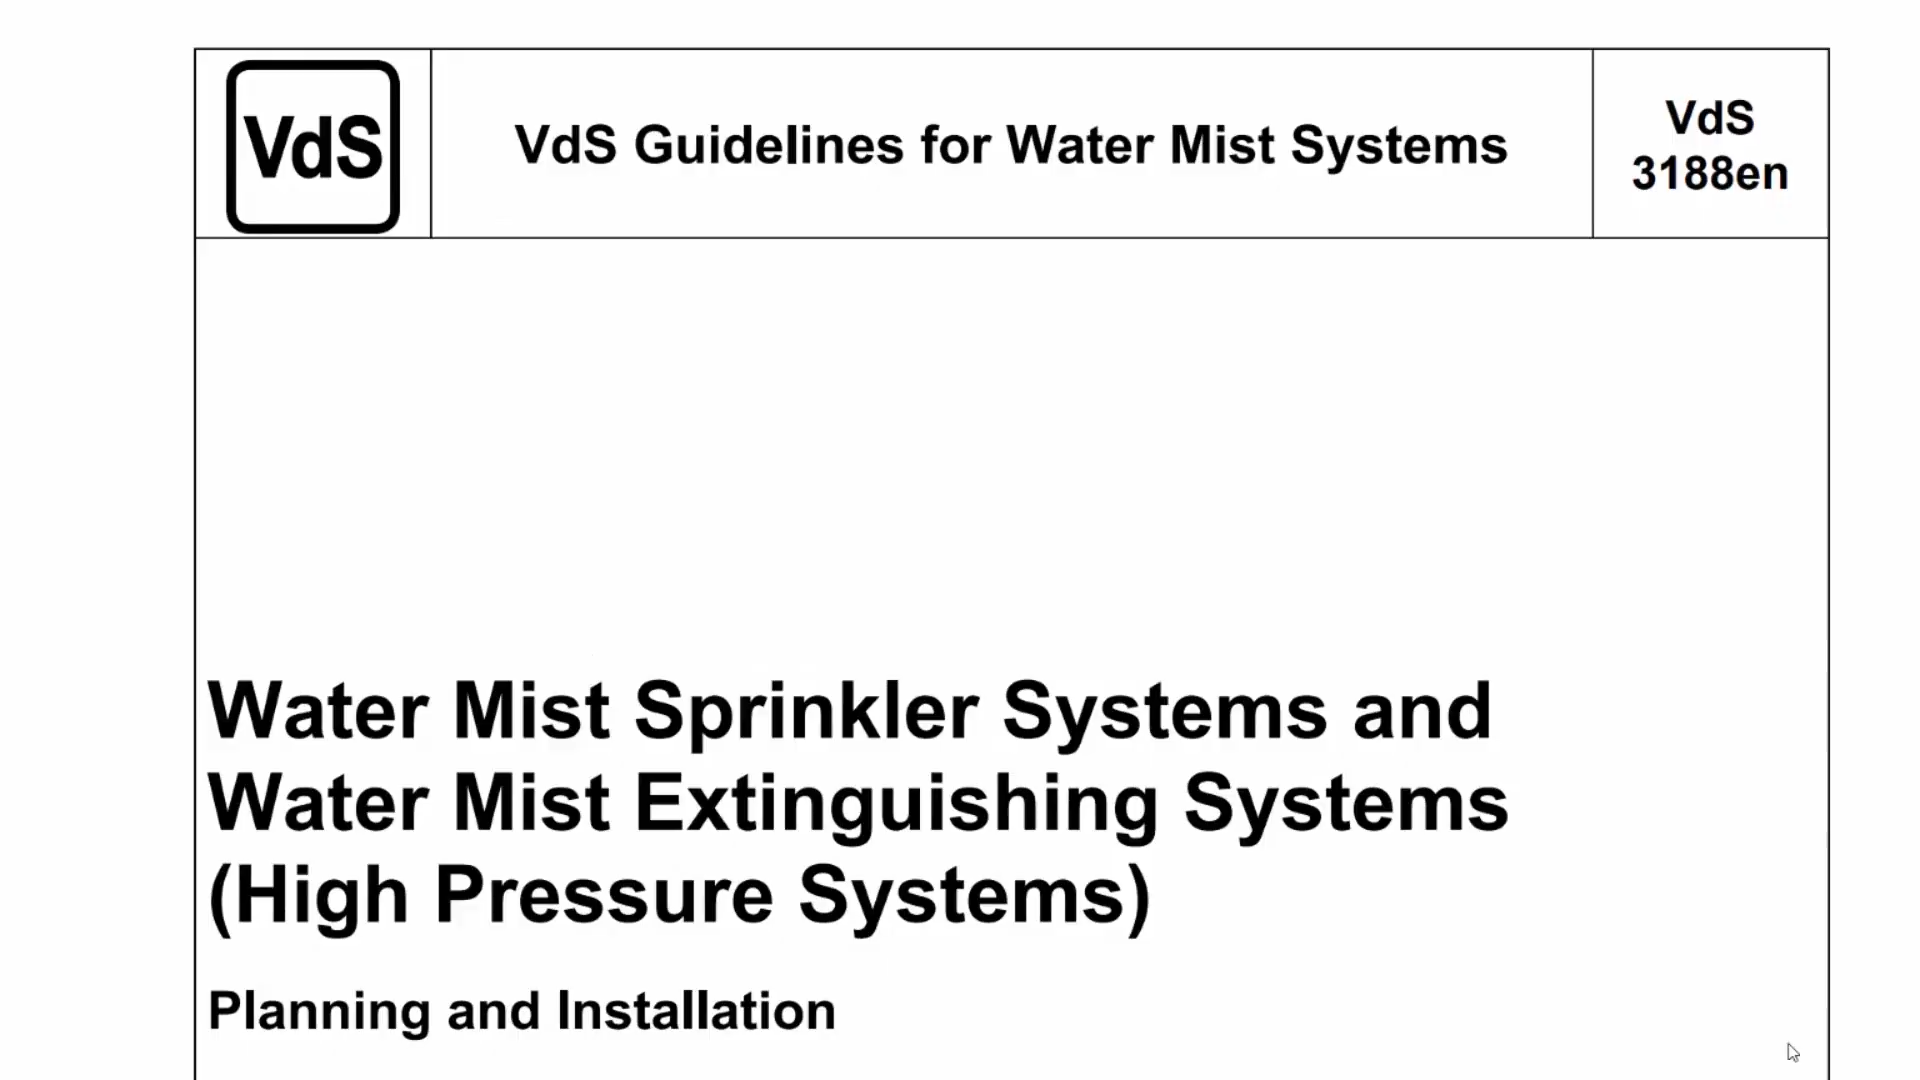 VdS
VdS Guidelines for Water Mist Systems
VdS
3188en
Water Mist Sprinkler Systems and
Water Mist Extinguishing Systems
(High Pressure Systems)
Planning and Installation